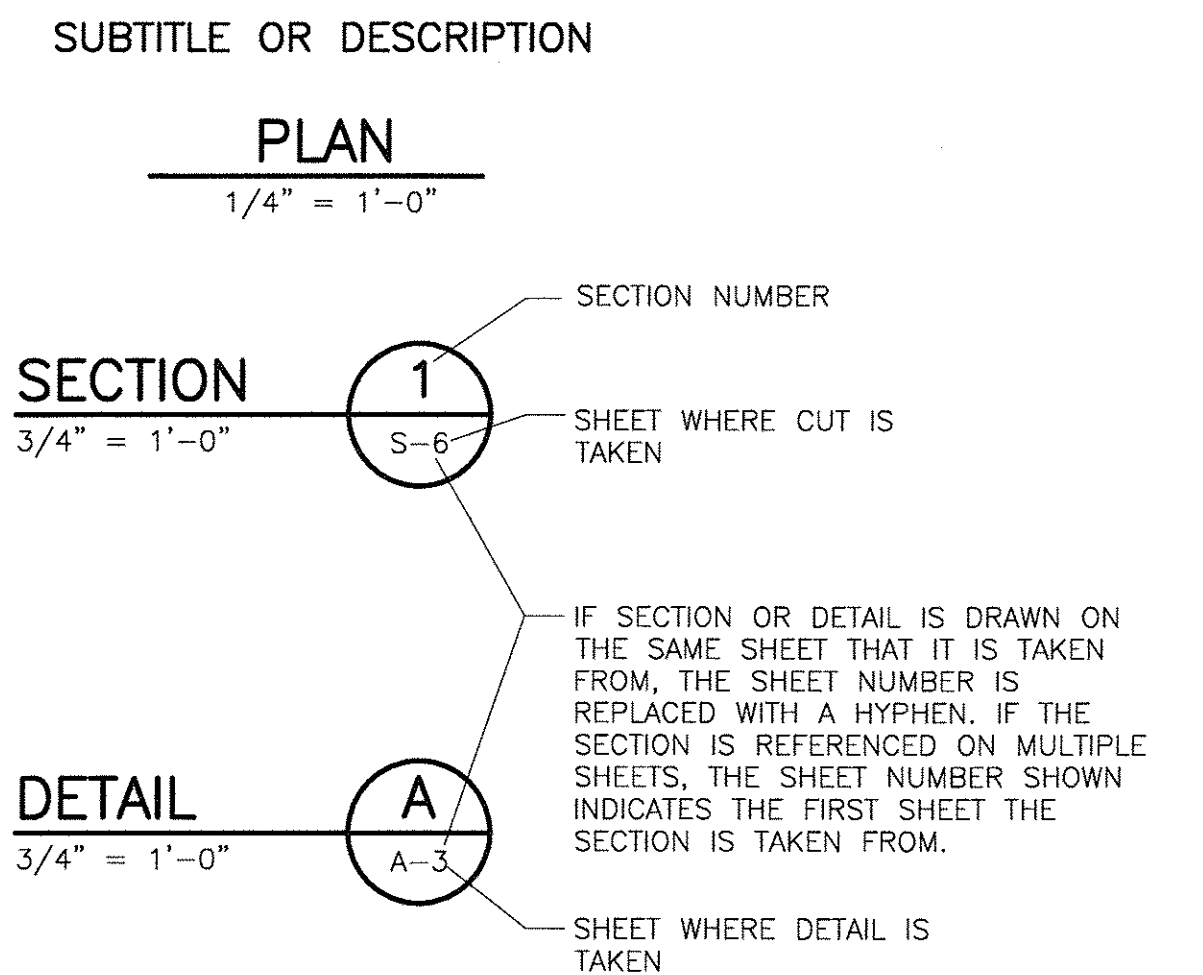 SUBTITLE OR DESCRIPTION
PLAN
1/4" = 1'-0"
SECTION NUMBER
SECTION
1
3/4" = 1'-0"
S-6
SHEET WHERE CUT IS
TAKEN
IF SECTION OR DETAIL IS DRAWN ON
THE SAME SHEET THAT IT IS TAKEN
FROM, THE SHEET NUMBER IS
REPLACED WITH A HYPHEN. IF THE
SECTION IS REFERENCED ON MULTIPLE
SHEETS, THE SHEET NUMBER SHOWN
INDICATES THE FIRST SHEET THE
SECTION IS TAKEN FROM.
DETAIL
A
3/4" = 1'-0"
A-3
SHEET WHERE DETAIL IS
TAKEN